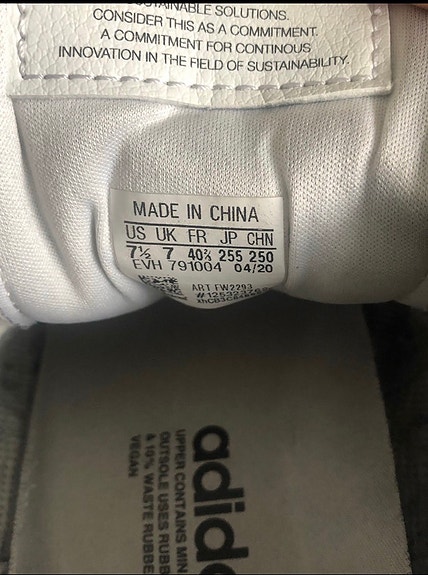 SOLUTIONS.
CONSIDER THIS AS A COMMITMENT.
A COMMITMENT FOR CONTINOUS
INNOVATION IN THE FIELD OF SUSTAINABILITY.
MADE IN CHINA
US UK FR JP CHN
7½ 7 40⅔ 255 250
EVH 791004 04/20
ART FW2293
adid
UPPER CONTAINS MIN
OUTSOLE USES RUBB
& 10% WASTE RUBBE
VEGAN